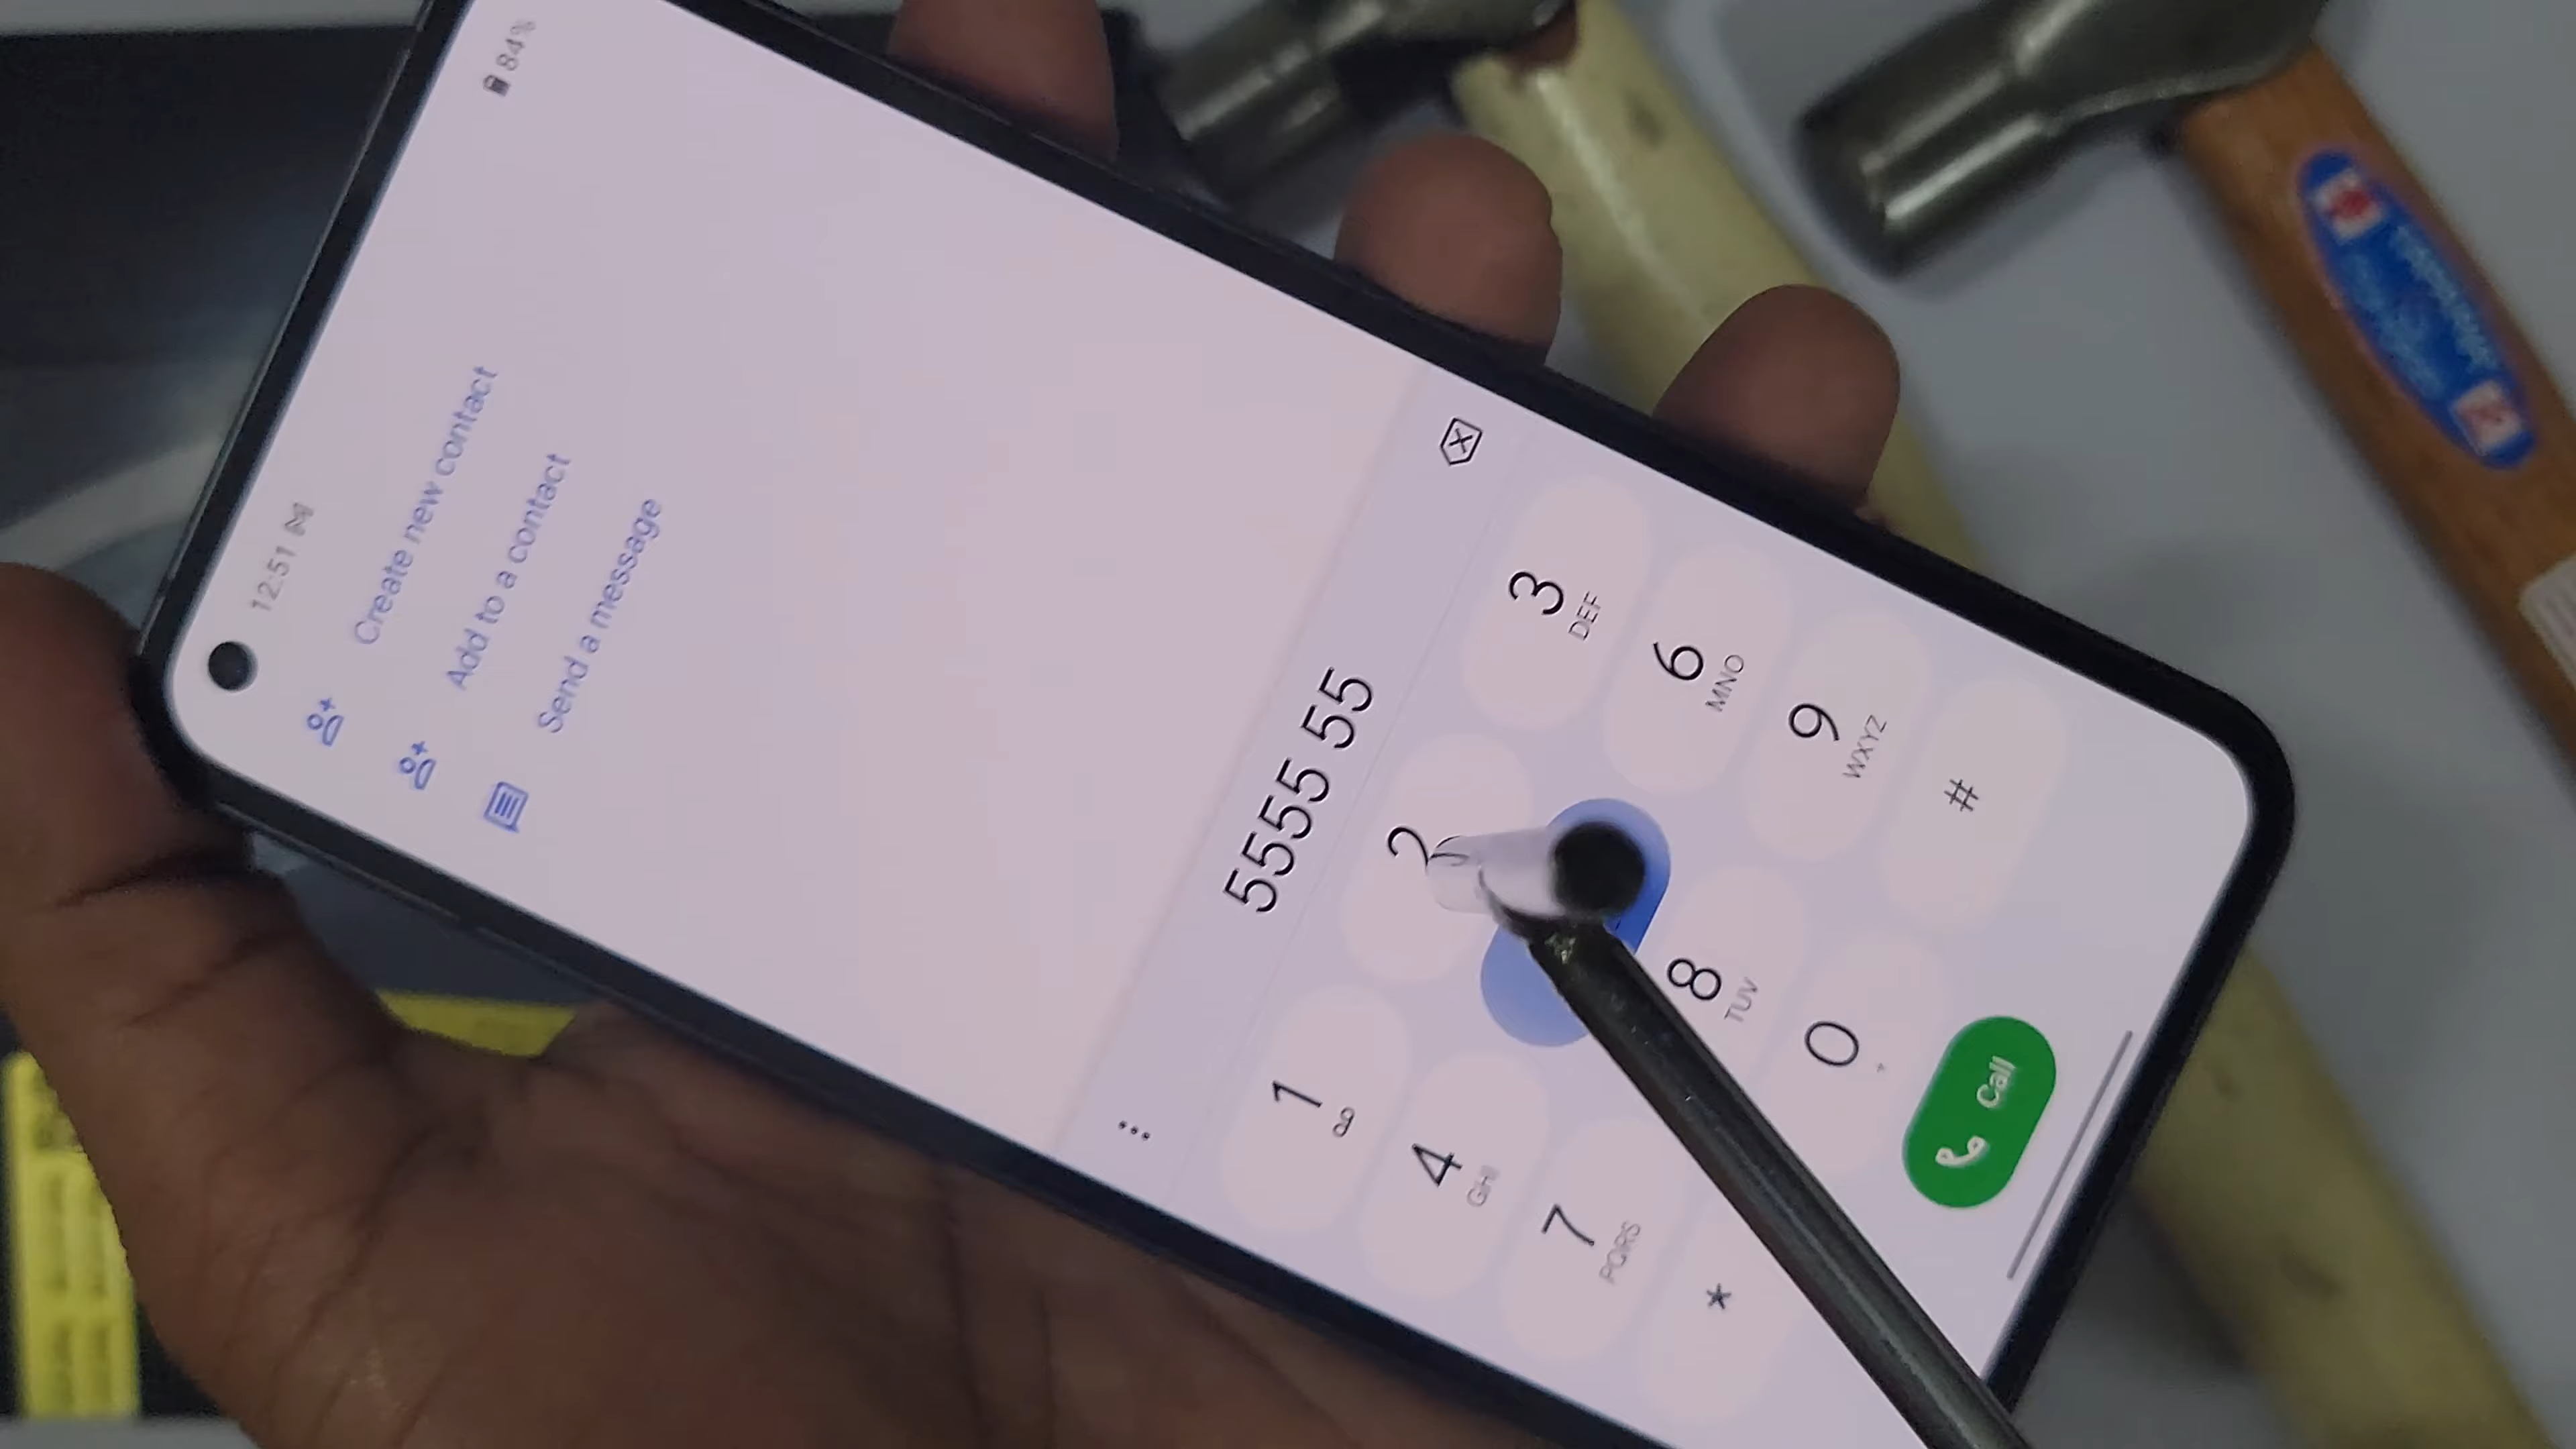 12:51 M 84%
Create new contact
Add to a contact
Send a message
5555 55
1
2
3 DEF
4 GHI
6 MNO
7 PQRS
8 TUV
9 WXYZ
*
0 +
#
Call